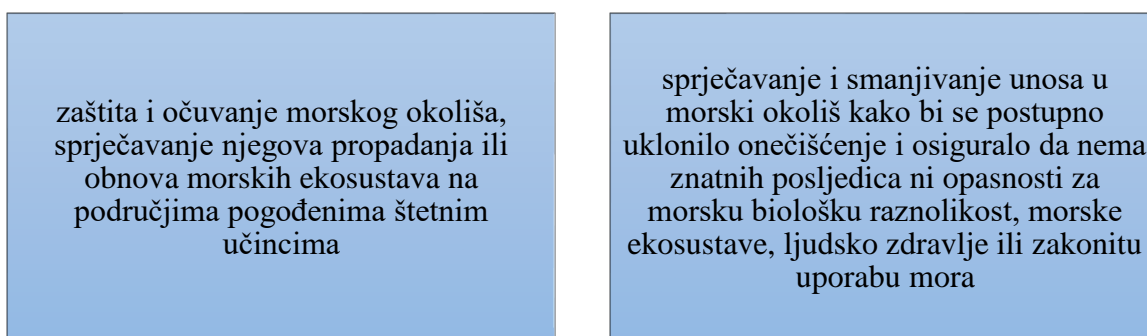 zaštita i očuvanje morskog okoliša,
sprječavanje njegova propadanja ili
obnova morskih ekosustava na
područjima pogođenima štetnim
učincima
sprječavanje i smanjivanje unosa u
morski okoliš kako bi se postupno
uklonilo onečišćenje i osiguralo da nema
znatnih posljedica ni opasnosti za
morsku biološku raznolikost, morske
ekosustave, ljudsko zdravlje ili zakonitu
uporabu mora